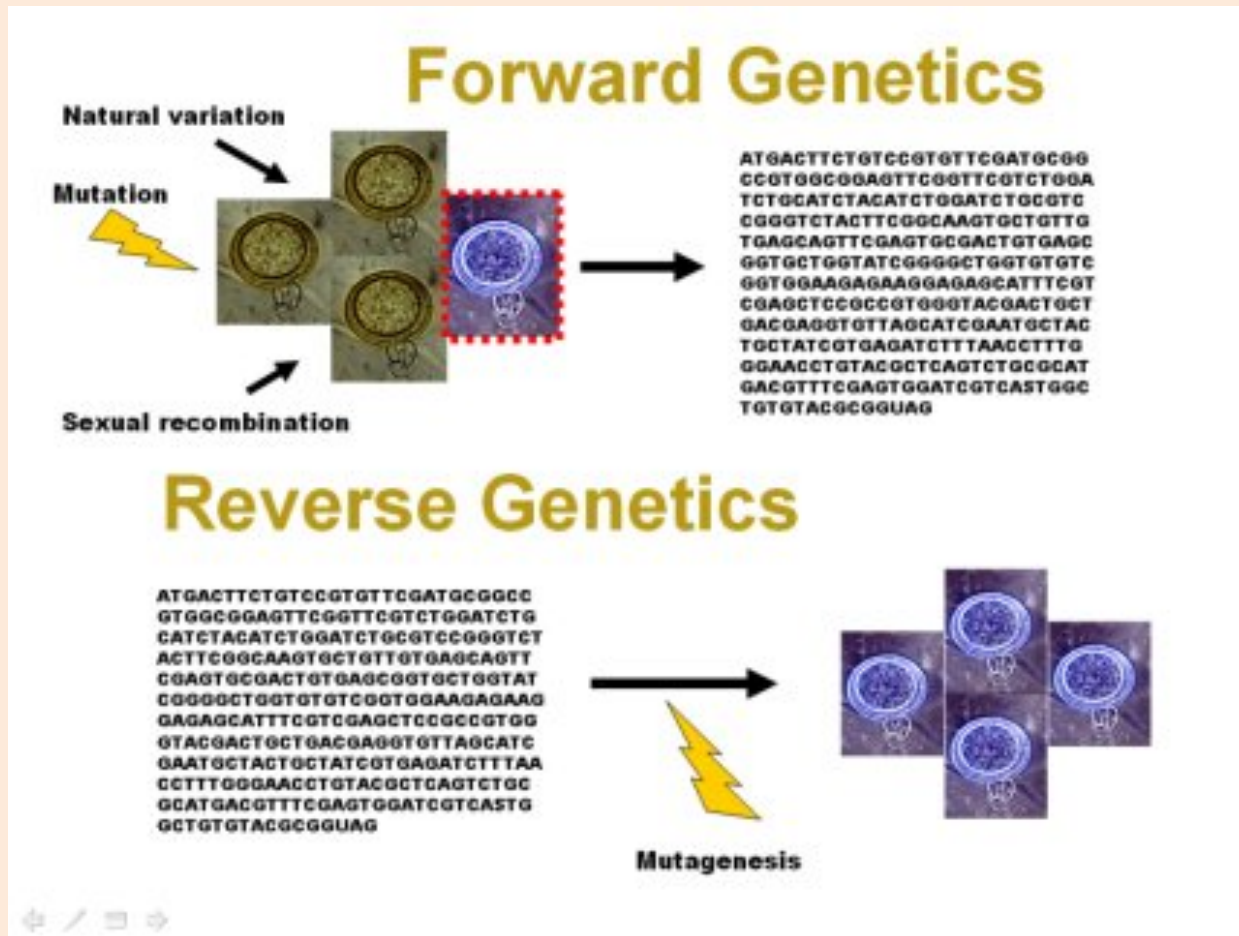 Forward Genetics
Natural variation
Mutation
Sexual recombination
ATGACTTCTGTCCGTGTTCGATGCGG
CCGTGGCGGAGTTCGGTTCGTCTGGA
TCTGCATCTACATCTGGATCTGCGTC
CGGGTCTACTTCGGCAAGTGCTGTTG
TGAGCAGTTCGAGTGCGACTGTGAGC
GGTGCTGGTATCGGGGCTGGTGTGTC
GGTGGAAGAGAAGGAGAGCATTTCGT
CGAGCTCCGCCGTGGGTACGACTGCT
GACGAGGTGTTAGCATCGAATGCTAC
TGCTATCGTGAGATCTTTAACCTTTG
GGAACCTGTACGCTCAGTCTGCGCAT
GACGTTTCGAGTGGATCGTCASTGGC
TGTGTACGCGGUAG
Reverse Genetics
ATGACTTCTGTCCGTGTTCGATGCGGCC
GTGGCGGAGTTCGGTTCGTCTGGATCTG
CATCTACATCTGGATCTGCGTCCGGGTCT
ACTTCGGCAAGTGCTGTTGTGAGCAGTT
CGAGTGCGACTGTGAGCGGTGCTGGTAT
CGGGGCTGGTGTGTCGGTGGAAGAGAAG
GAGAGCATTTCGTCGAGCTCCGCCGTGG
GTACGACTGCTGACGAGGTGTTAGCATC
GAATGCTACTGCTATCGTGAGATCTTTAA
CCTTTGGGAACCTGTACGCTCAGTCTGC
GCATGACGTTTCGAGTGGATCGTCASTG
GCTGTGTACGCGGUAG
Mutagenesis